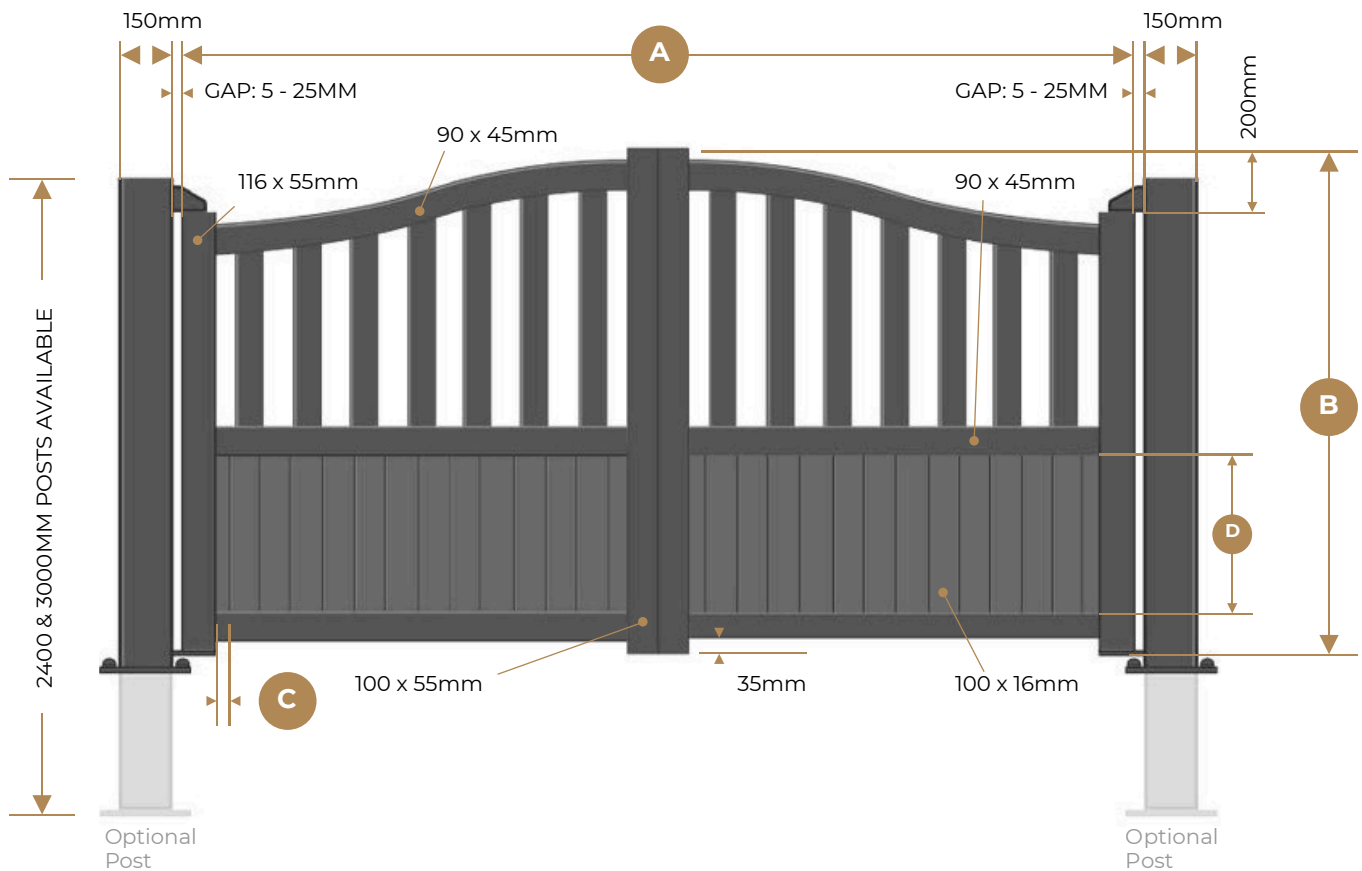 150mm
A
150mm
GAP: 5 - 25MM
GAP: 5 - 25MM
200mm
90 x 45mm
116 x 55mm
90 x 45mm
B
2400 & 3000MM POSTS AVAILABLE
D
C
100 x 55mm
35mm
100 x 16mm
Optional
Post
Optional
Post